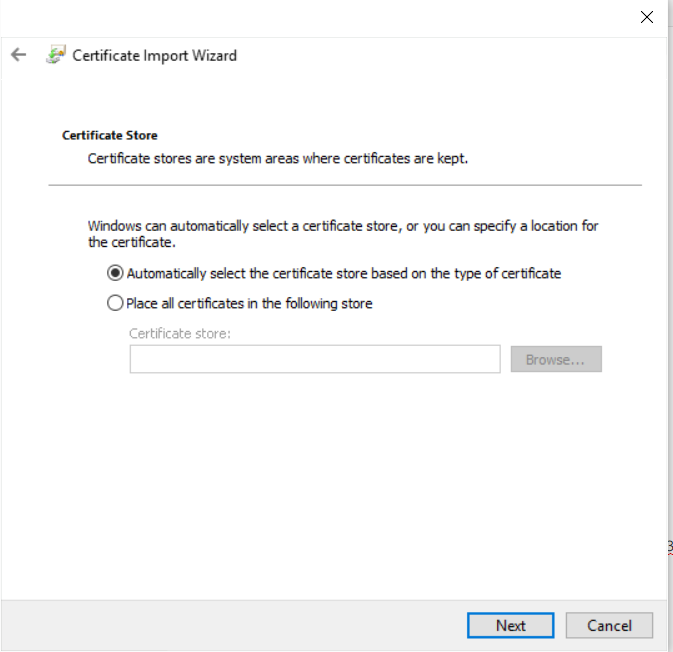 Certificate Import Wizard
Certificate Store
Certificate stores are system areas where certificates are kept.
Windows can automatically select a certificate store, or you can specify a location for
the certificate.
Automatically select the certificate store based on the type of certificate
Place all certificates in the following store
Certificate store:
Browse...
Next Cancel